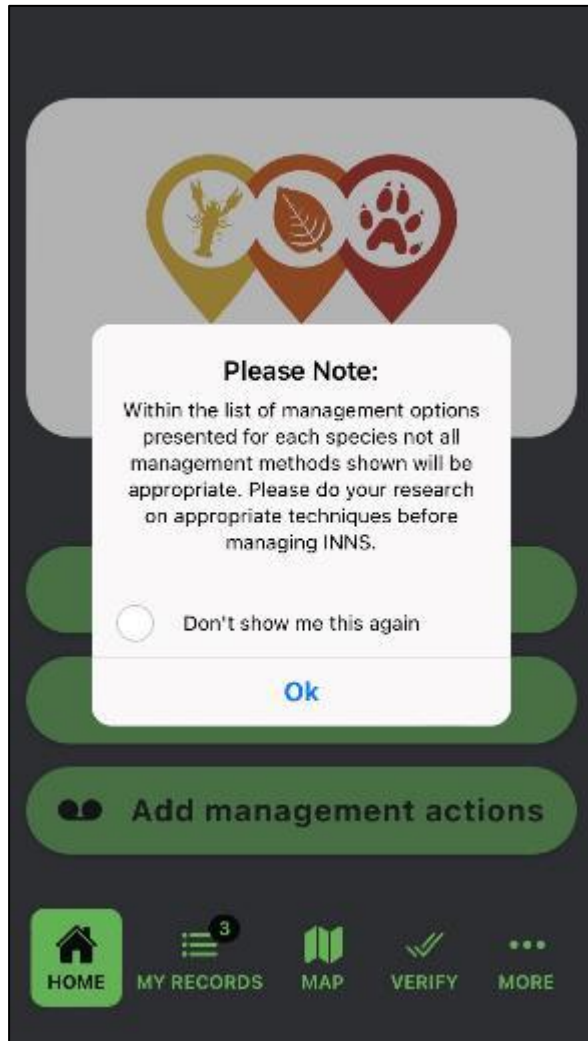 Please Note:
Within the list of management options
presented for each species not all
management methods shown will be
appropriate. Please do your research
on appropriate techniques before
managing INNS.
Don't show me this again
Ok
Add management actions
3
HOME
MY RECORDS
MAP
VERIFY
MORE